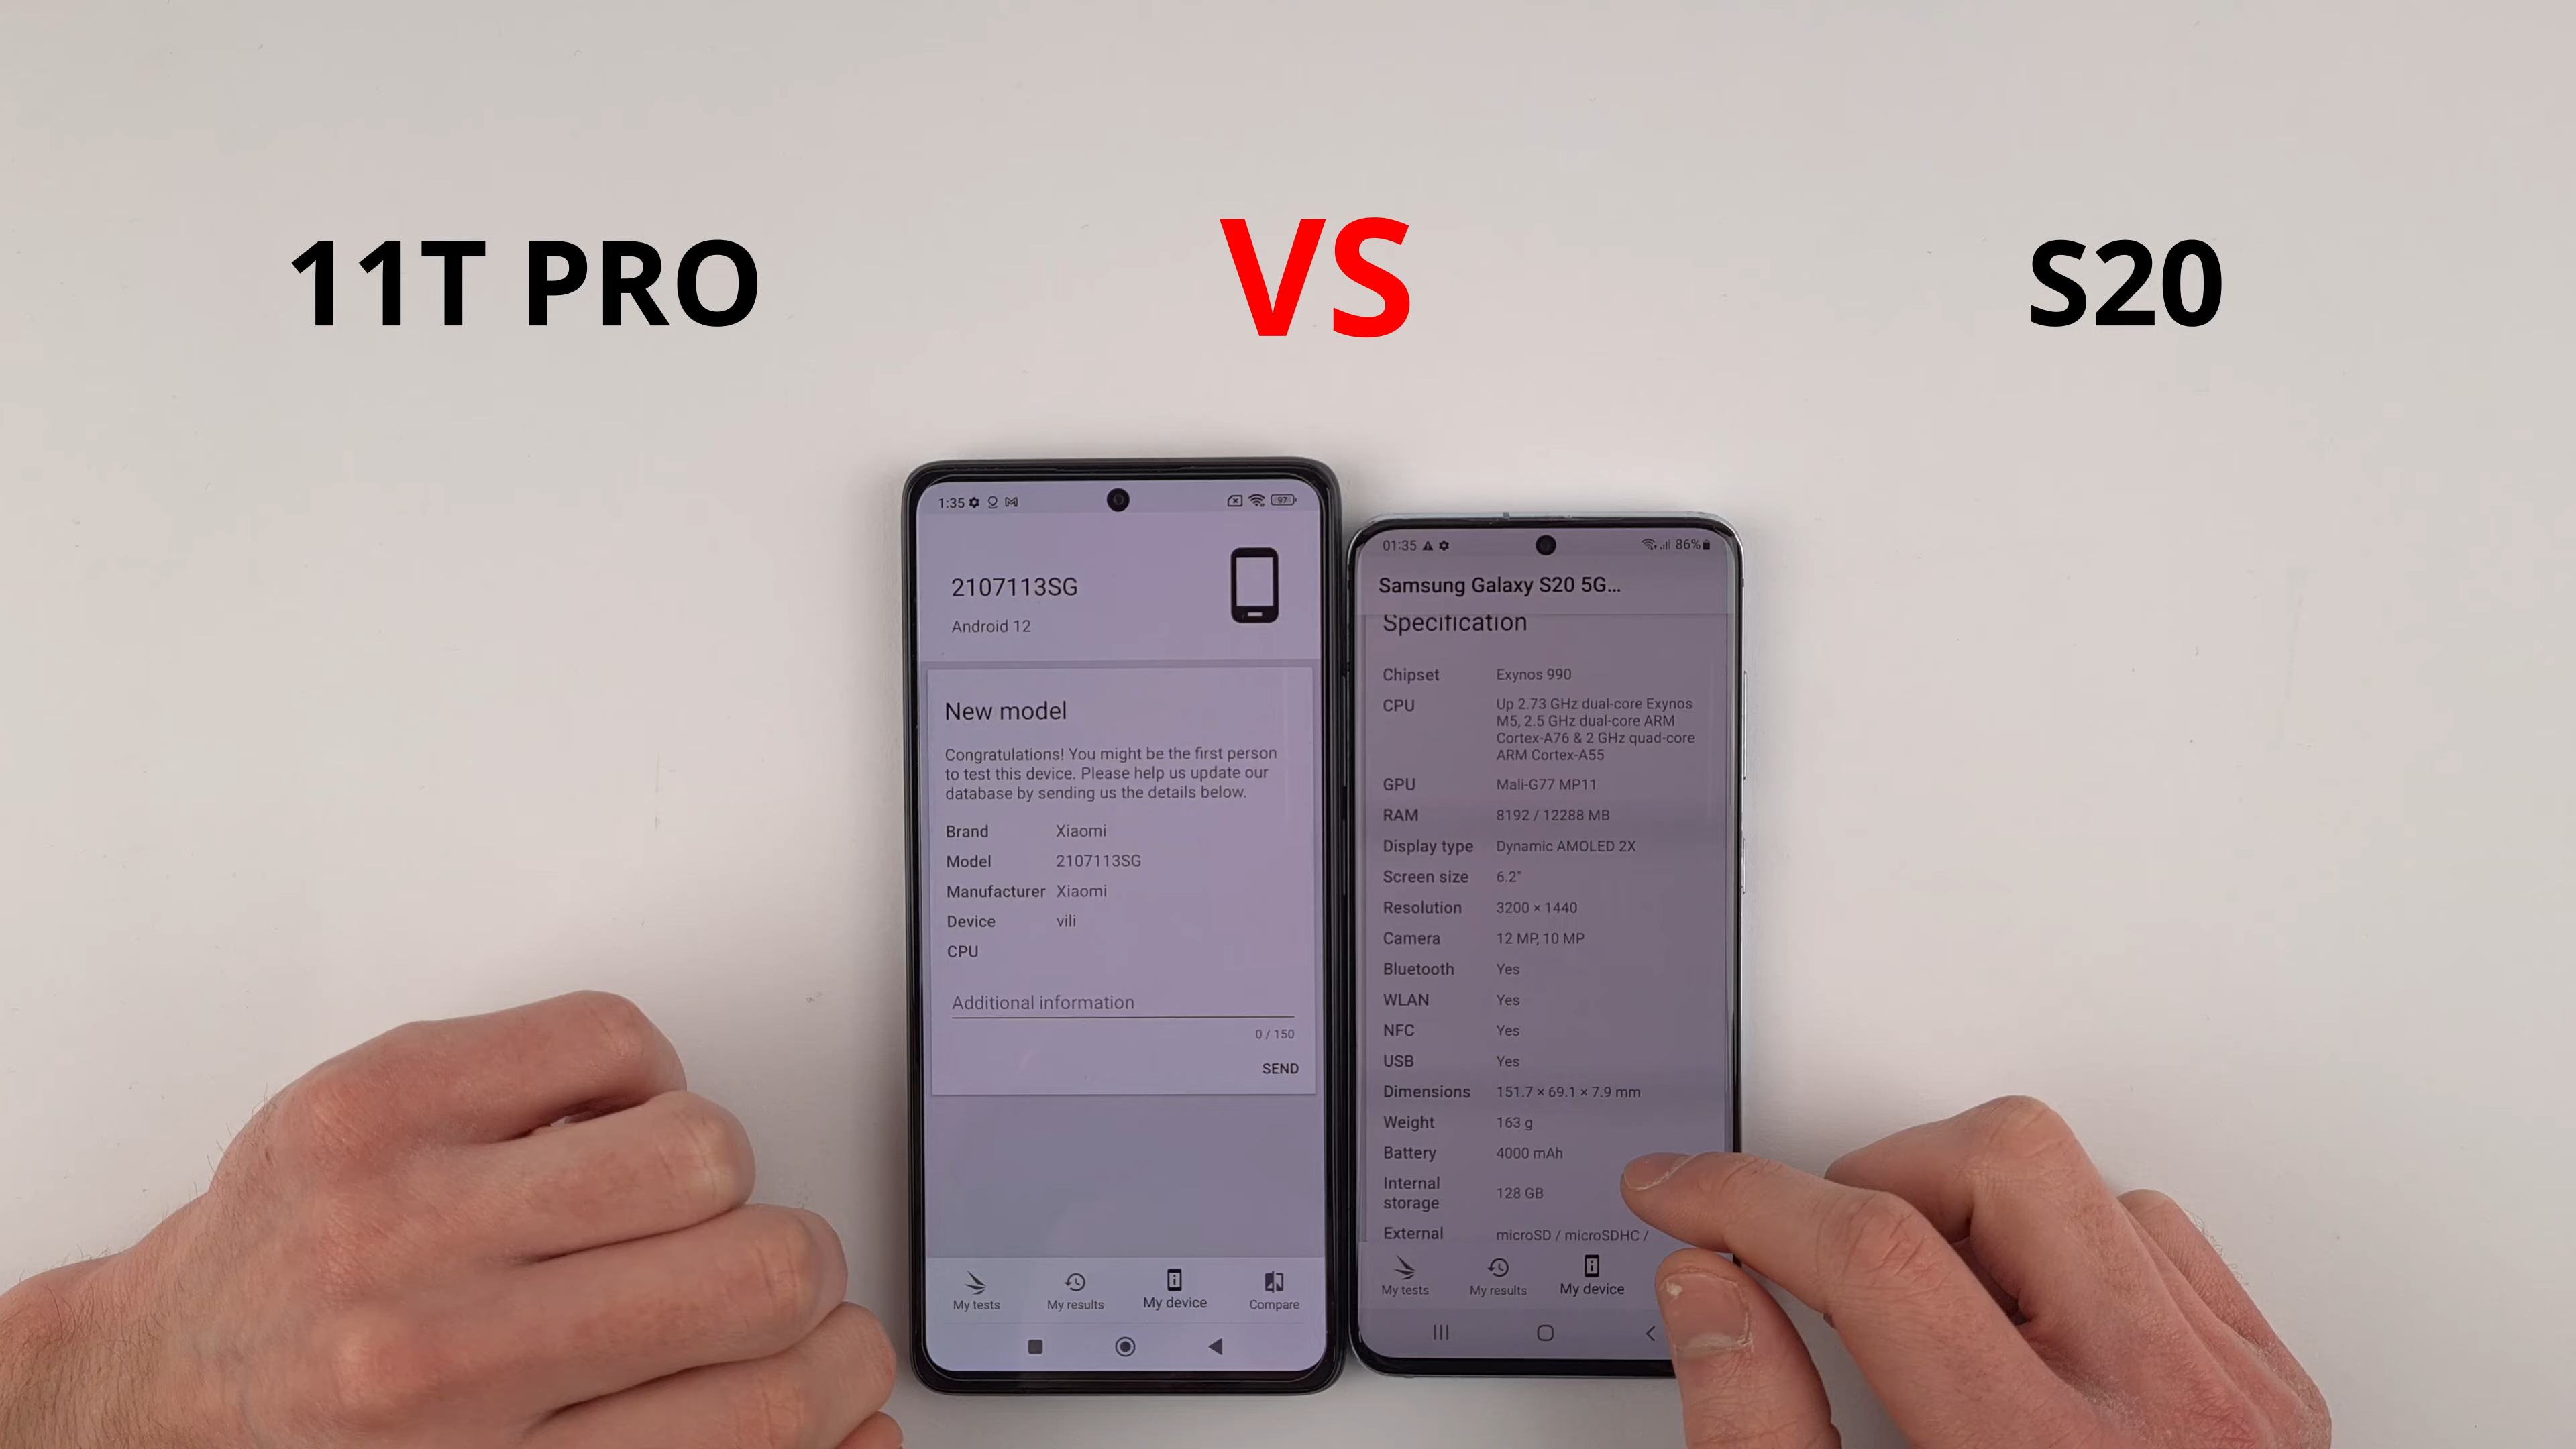 11T PRO
VS
S20
1:35
97
2107113SG
Android 12
New model
Congratulations! You might be the first person
to test this device. Please help us update our
database by sending us the details below.
Brand Xiaomi
Model 2107113SG
Manufacturer Xiaomi
Device vili
CPU
Additional information
0 / 150
SEND
My tests My results My device Compare
01:35 86%
Samsung Galaxy S20 5G...
Specification
Chipset Exynos 990
CPU Up 2.73 GHz dual-core Exynos
M5, 2.5 GHz dual-core ARM
Cortex-A76 & 2 GHz quad-core
ARM Cortex-A55
GPU Mali-G77 MP11
RAM 8192 / 12288 MB
Display type Dynamic AMOLED 2X
Screen size 6.2"
Resolution 3200 × 1440
Camera 12 MP, 10 MP
Bluetooth Yes
WLAN Yes
NFC Yes
USB Yes
Dimensions 151.7 × 69.1 × 7.9 mm
Weight 163 g
Battery 4000 mAh
Internal
storage 128 GB
External microSD / microSDHC /
My tests My results My device